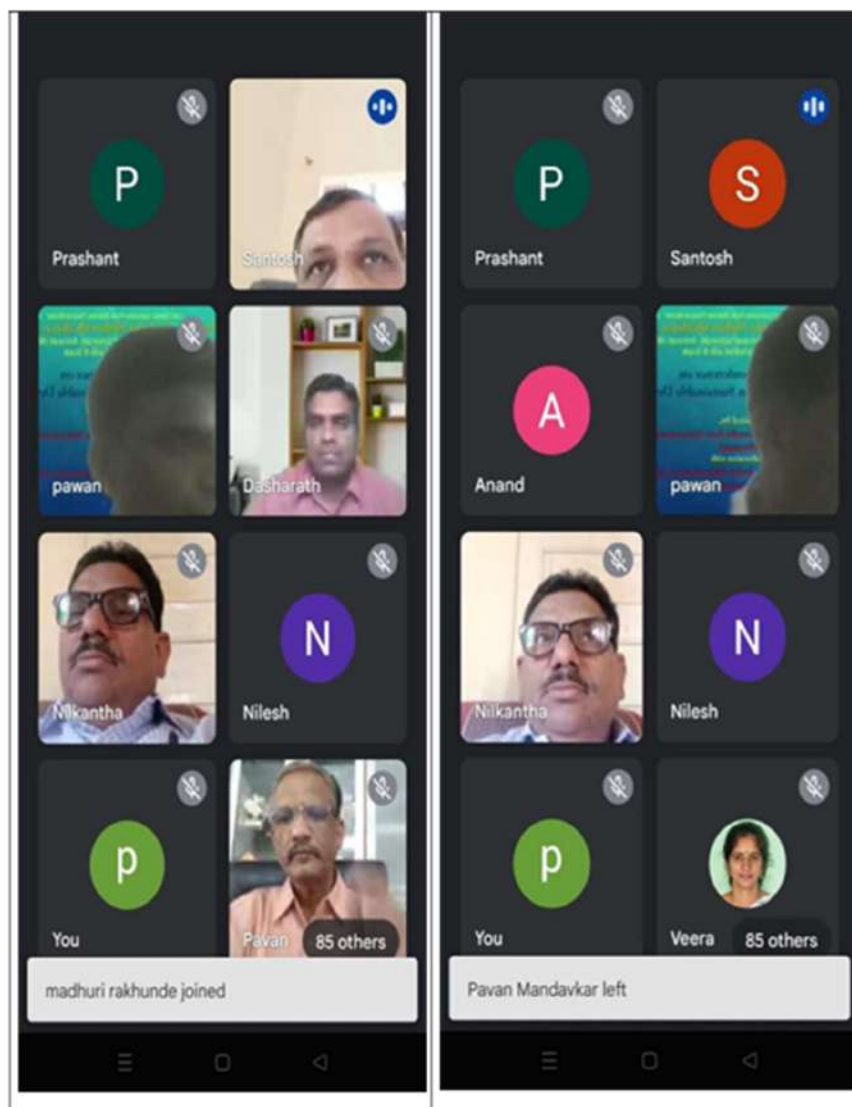 P
Prashant
Santosh
pawan
Dasharath
Nilkantha
N
Nilesh
p
You
Pavan
85 others
madhuri rakhunde joined
P
Prashant
S
Santosh
A
Anand
pawan
Nilkantha
N
Nilesh
p
You
Veera
85 others
Pavan Mandavkar left